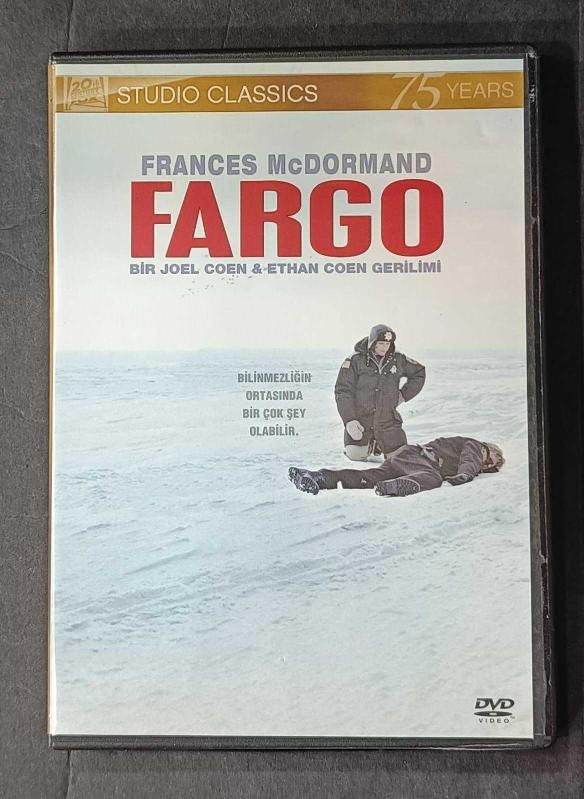 20TH
STUDIO CLASSICS
75 YEARS
FRANCES McDORMAND
FARGO
BİR JOEL COEN & ETHAN COEN GERİLİMİ
BİLİNMEZLİĞİN
ORTASINDA
BİR ÇOK ŞEY
OLABİLİR.
DVD
VIDEO